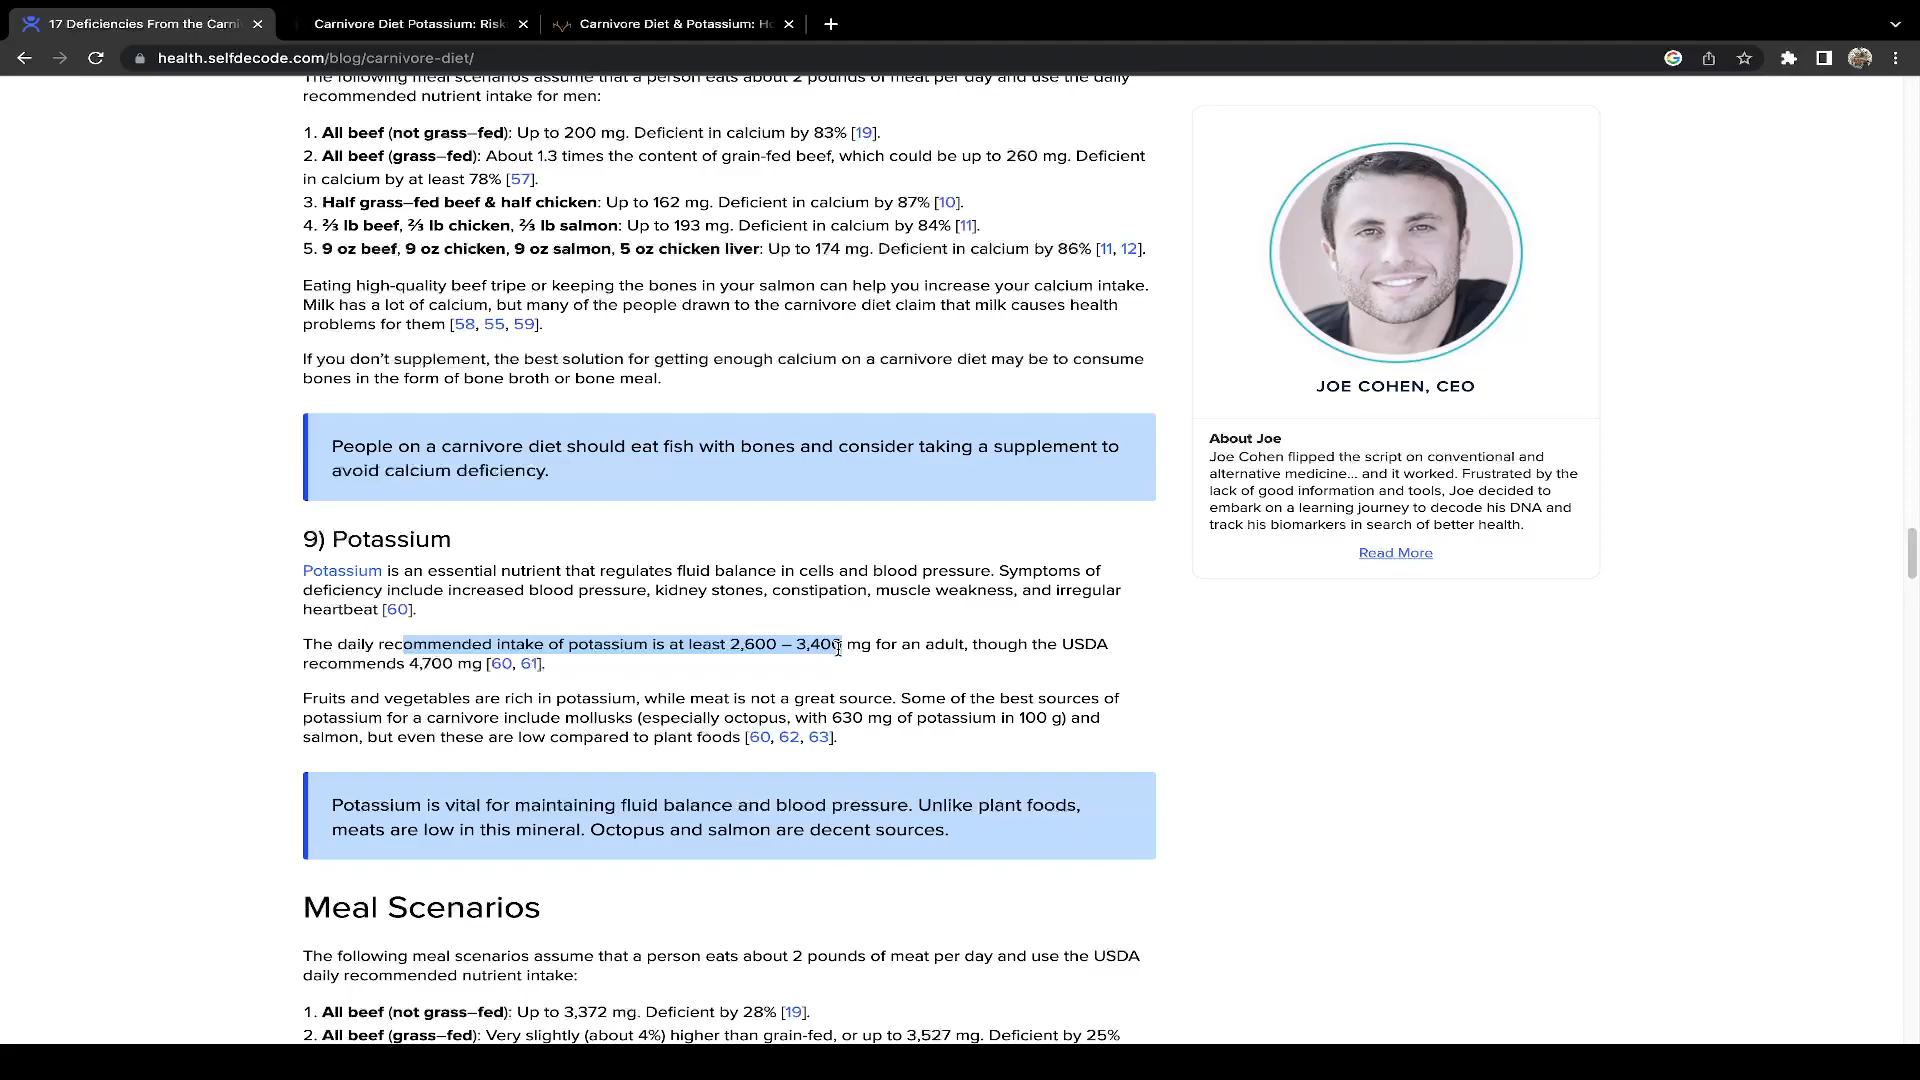 17 Deficiencies From the Carni
Carnivore Diet Potassium: Risk
Carnivore Diet & Potassium: Ho
health.selfdecode.com/blog/carnivore-diet/
The following meal scenarios assume that a person eats about 2 pounds of meat per day and use the daily
recommended nutrient intake for men:
1. All beef (not grass–fed): Up to 200 mg. Deficient in calcium by 83% [19].
2. All beef (grass–fed): About 1.3 times the content of grain-fed beef, which could be up to 260 mg. Deficient
in calcium by at least 78% [57].
3. Half grass–fed beef & half chicken: Up to 162 mg. Deficient in calcium by 87% [10].
4. ⅔ lb beef, ⅔ lb chicken, ⅔ lb salmon: Up to 193 mg. Deficient in calcium by 84% [11].
5. 9 oz beef, 9 oz chicken, 9 oz salmon, 5 oz chicken liver: Up to 174 mg. Deficient in calcium by 86% [11, 12].
Eating high-quality beef tripe or keeping the bones in your salmon can help you increase your calcium intake.
Milk has a lot of calcium, but many of the people drawn to the carnivore diet claim that milk causes health
problems for them [58, 55, 59].
If you don’t supplement, the best solution for getting enough calcium on a carnivore diet may be to consume
bones in the form of bone broth or bone meal.
People on a carnivore diet should eat fish with bones and consider taking a supplement to
avoid calcium deficiency.
9) Potassium
Potassium is an essential nutrient that regulates fluid balance in cells and blood pressure. Symptoms of
deficiency include increased blood pressure, kidney stones, constipation, muscle weakness, and irregular
heartbeat [60].
The daily recommended intake of potassium is at least 2,600 – 3,400 mg for an adult, though the USDA
recommends 4,700 mg [60, 61].
Fruits and vegetables are rich in potassium, while meat is not a great source. Some of the best sources of
potassium for a carnivore include mollusks (especially octopus, with 630 mg of potassium in 100 g) and
salmon, but even these are low compared to plant foods [60, 62, 63].
Potassium is vital for maintaining fluid balance and blood pressure. Unlike plant foods,
meats are low in this mineral. Octopus and salmon are decent sources.
Meal Scenarios
The following meal scenarios assume that a person eats about 2 pounds of meat per day and use the USDA
daily recommended nutrient intake:
1. All beef (not grass–fed): Up to 3,372 mg. Deficient by 28% [19].
2. All beef (grass–fed): Very slightly (about 4%) higher than grain-fed, or up to 3,527 mg. Deficient by 25%
JOE COHEN, CEO
About Joe
Joe Cohen flipped the script on conventional and
alternative medicine... and it worked. Frustrated by the
lack of good information and tools, Joe decided to
embark on a learning journey to decode his DNA and
track his biomarkers in search of better health.
Read More